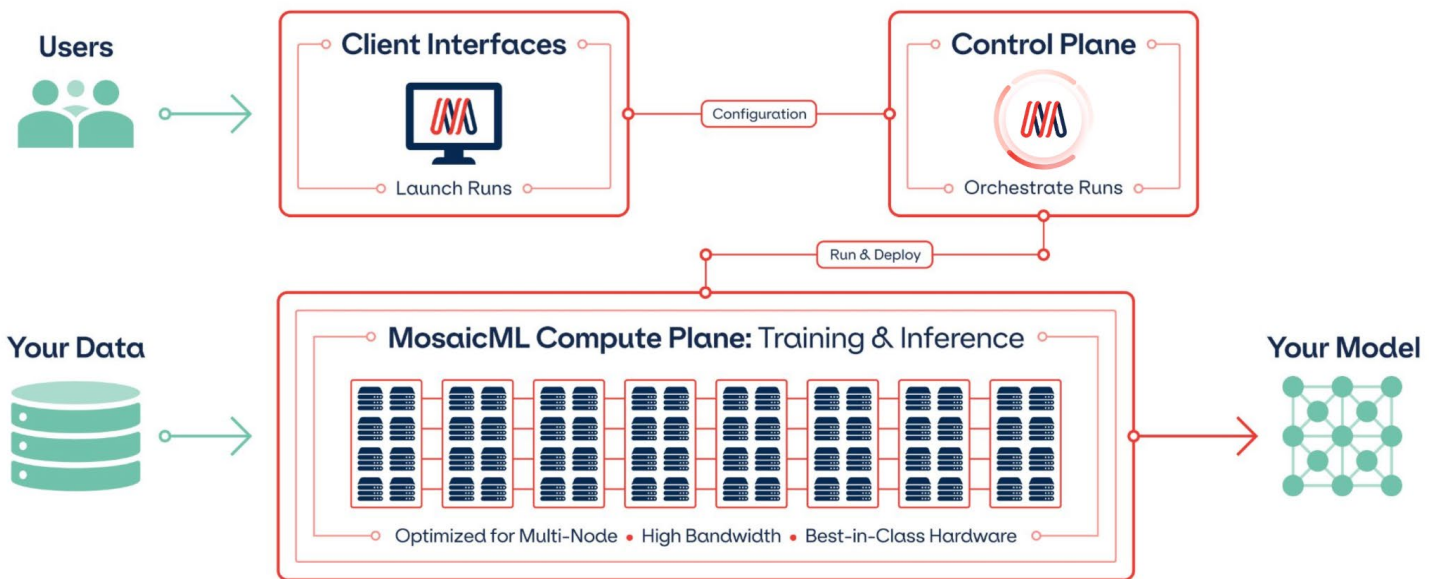 Users
Client Interfaces
Launch Runs
Configuration
Control Plane
Orchestrate Runs
Run & Deploy
Your Data
MosaicML Compute Plane: Training & Inference
Optimized for Multi-Node • High Bandwidth • Best-in-Class Hardware
Your Model